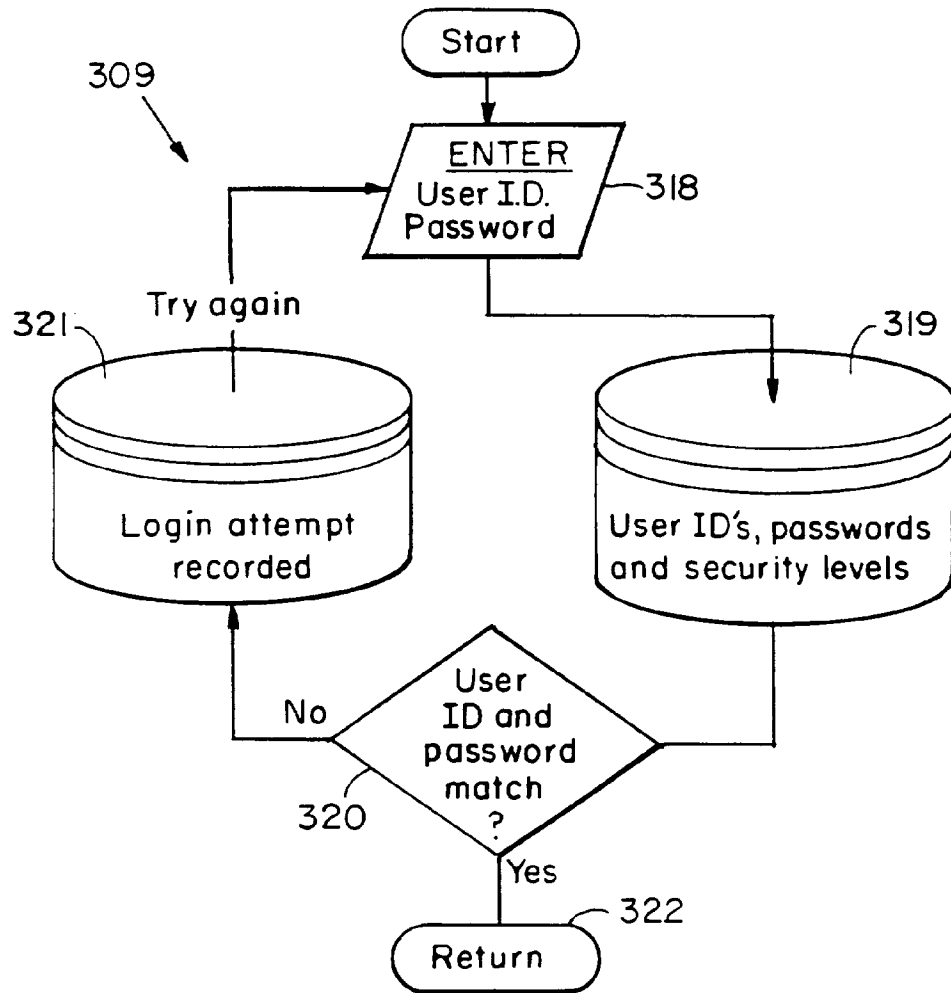 Start
309
ENTER
User I.D.
Password
318
Try again
321
319
Login attempt
recorded
User ID's, passwords
and security levels
No
User
ID and
password
match
?
320
Yes
322
Return